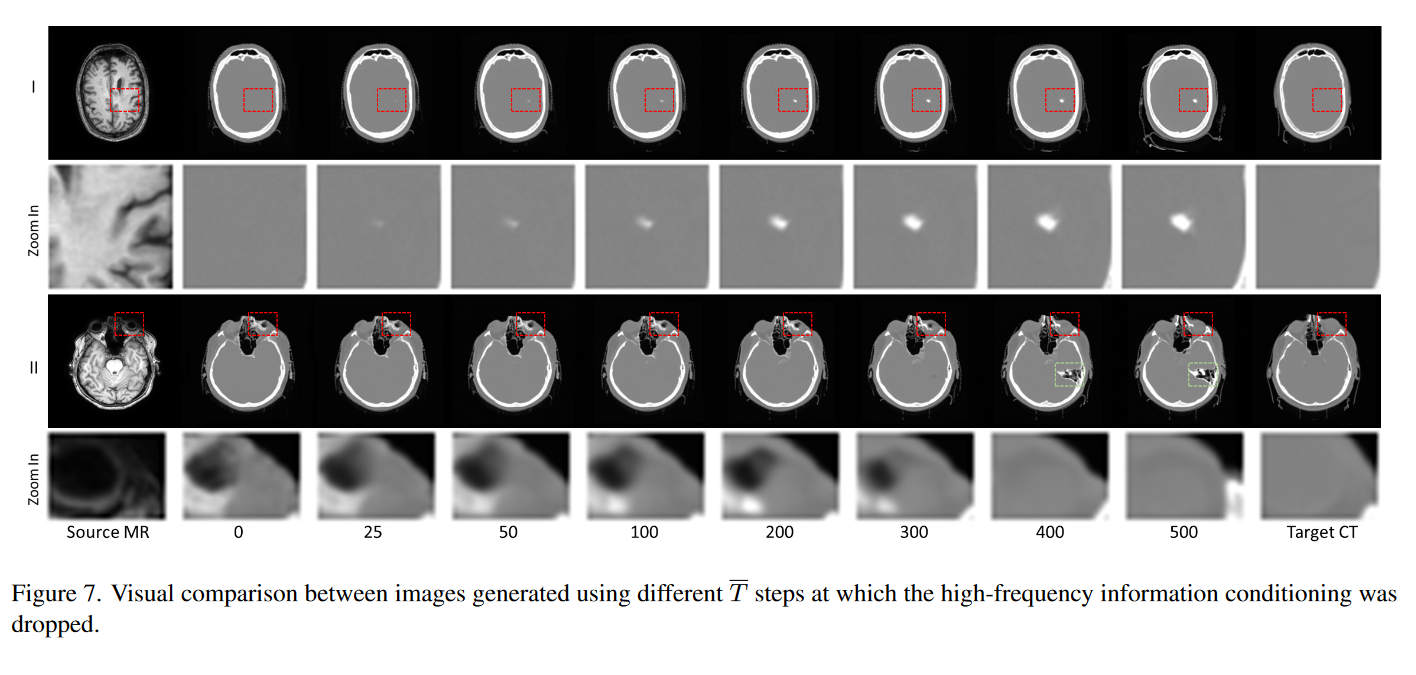 I
Zoom In
II
Zoom In
Source MR 0 25 50 100 200 300 400 500 Target CT
Figure 7. Visual comparison between images generated using different T̅ steps at which the high-frequency information conditioning was
dropped.